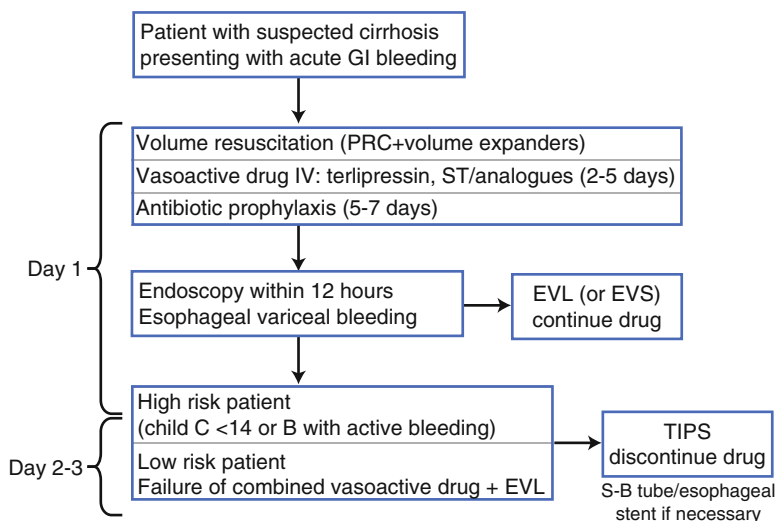 Patient with suspected cirrhosis
presenting with acute GI bleeding
Volume resuscitation (PRC+volume expanders)
Vasoactive drug IV: terlipressin, ST/analogues (2-5 days)
Antibiotic prophylaxis (5-7 days)
Day 1
Endoscopy within 12 hours
Esophageal variceal bleeding
EVL (or EVS)
continue drug
High risk patient
(child C <14 or B with active bleeding)
Day 2-3
Low risk patient
Failure of combined vasoactive drug + EVL
TIPS
discontinue drug
S-B tube/esophageal
stent if necessary